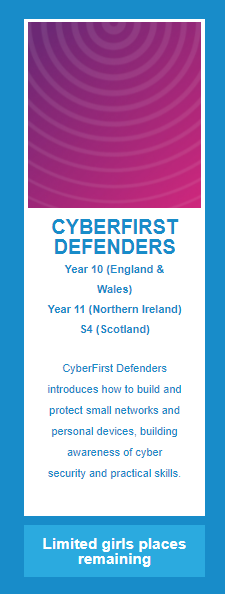 CYBERFIRST
DEFENDERS
Year 10 (England &
Wales)
Year 11 (Northern Ireland)
S4 (Scotland)
CyberFirst Defenders
introduces how to build and
protect small networks and
personal devices, building
awareness of cyber
security and practical skills.
Limited girls places
remaining